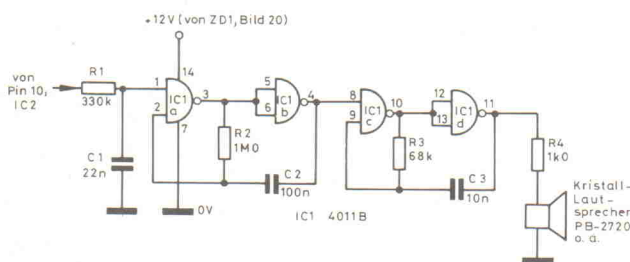 +12V (von ZD1, Bild 20)
von
Pin 10,
IC2
R1
330k
C1
22n
1
2
14
IC1
a
7
3
0V
R2
1M0
5
6
IC1
b
4
C2
100n
IC1 4011B
8
9
IC1
c
10
R3
68k
12
13
IC1
d
11
C3
10n
R4
1k0
Kristall-
Laut-
sprecher
PB-2720
o. ä.